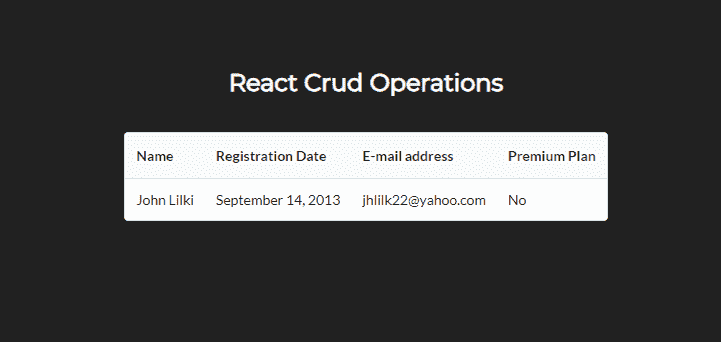 React Crud Operations
Name Registration Date E-mail address Premium Plan
John Lilki September 14, 2013 jhlilk22@yahoo.com No